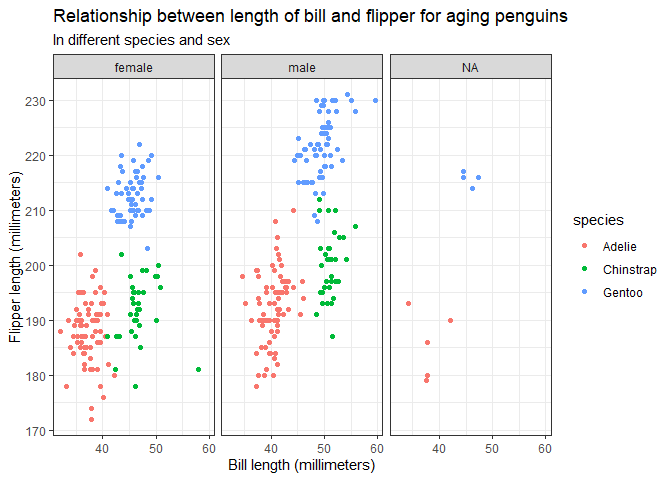 Relationship between length of bill and flipper for aging penguins
In different species and sex
female male NA
Flipper length (millimeters)
230
220
210
200
190
180
170
40 50 60 40 50 60 40 50 60
Bill length (millimeters)
species
Adelie
Chinstrap
Gentoo